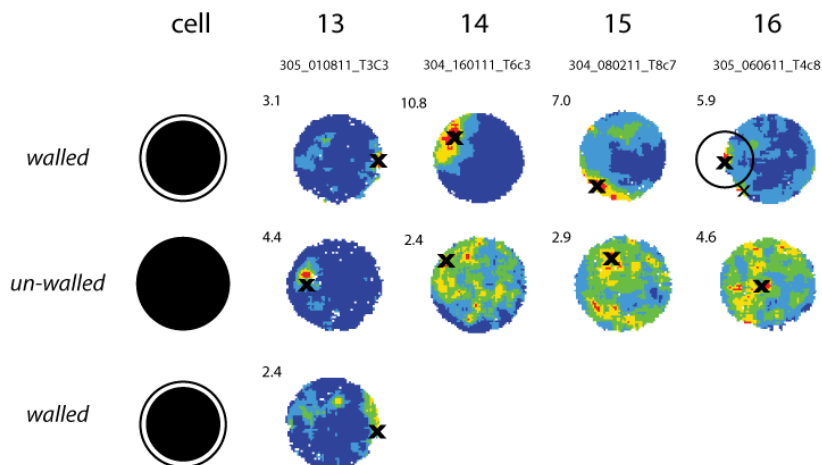 cell 13 14 15 16
305_010811_T3C3 304_160111_T6c3 304_080211_T8c7 305_060611_T4c8
3.1 10.8 7.0 5.9
walled
4.4 2.4 2.9 4.6
un-walled
2.4
walled